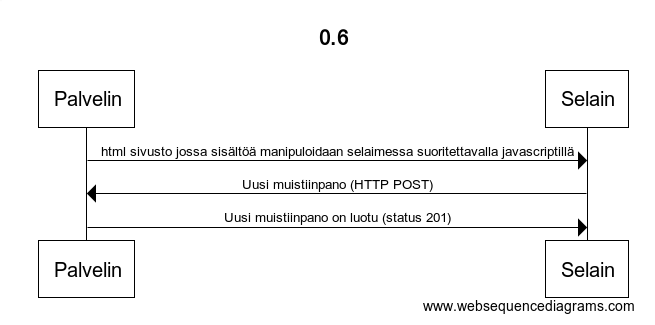 0.6
Palvelin Selain
html sivusto jossa sisältöä manipuloidaan selaimessa suoritettavalla javascriptillä
Uusi muistiinpano (HTTP POST)
Uusi muistiinpano on luotu (status 201)
Palvelin Selain
www.websequencediagrams.com